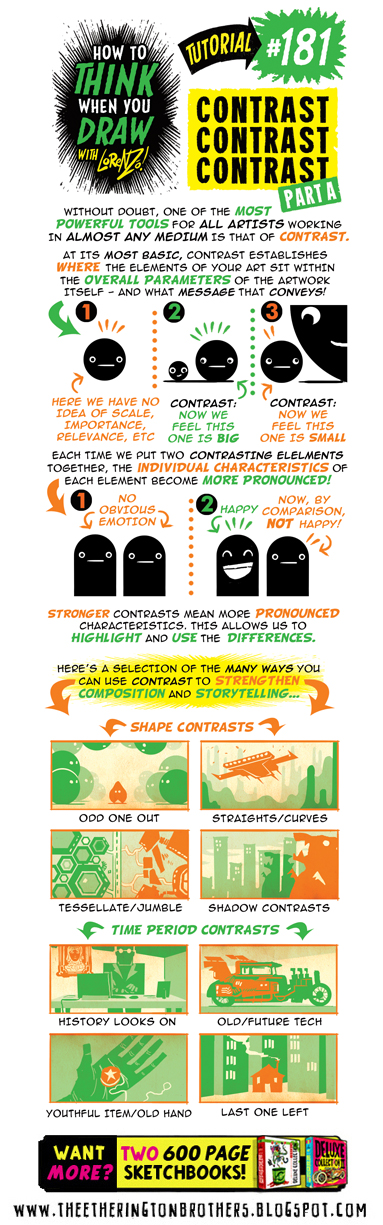 HOW TO
THINK
WHEN YOU
DRAW
WITH LORENZO!
TUTORIAL
#181
CONTRAST
CONTRAST
CONTRAST
PART A
WITHOUT DOUBT, ONE OF THE MOST
POWERFUL TOOLS FOR ALL ARTISTS WORKING
IN ALMOST ANY MEDIUM IS THAT OF CONTRAST.
AT ITS MOST BASIC, CONTRAST ESTABLISHES
WHERE THE ELEMENTS OF YOUR ART SIT WITHIN
THE OVERALL PARAMETERS OF THE ARTWORK
ITSELF - AND WHAT MESSAGE THAT CONVEYS!
1
2
3
HERE WE HAVE NO
IDEA OF SCALE,
IMPORTANCE,
RELEVANCE, ETC
CONTRAST:
NOW WE
FEEL THIS
ONE IS BIG
CONTRAST:
NOW WE
FEEL THIS
ONE IS SMALL
EACH TIME WE PUT TWO CONTRASTING ELELMENTS
TOGETHER, THE INDIVIDUAL CHARACTERISTICS OF
EACH ELEMENT BECOME MORE PRONOUNCED!
1
NO
OBVIOUS
EMOTION
2
HAPPY
NOW, BY
COMPARISON,
NOT HAPPY!
STRONGER CONTRASTS MEAN MORE PRONOUNCED
CHARACTERISTICS. THIS ALLOWS US TO
HIGHLIGHT AND USE THE DIFFERENCES.
HERE'S A SELECTION OF THE MANY WAYS YOU
CAN USE CONTRAST TO STRENGTHEN
COMPOSITION AND STORYTELLING...
SHAPE CONTRASTS
ODD ONE OUT
STRAIGHTS/CURVES
TESSELLATE/JUMBLE
SHADOW CONTRASTS
TIME PERIOD CONTRASTS
HISTORY LOOKS ON
OLD/FUTURE TECH
YOUTHFUL ITEM/OLD HAND
LAST ONE LEFT
WANT
MORE?
TWO 600 PAGE
SKETCHBOOKS!
DELUXE
WWW.THEETHERINGTONBROTHERS.BLOGSPOT.COM